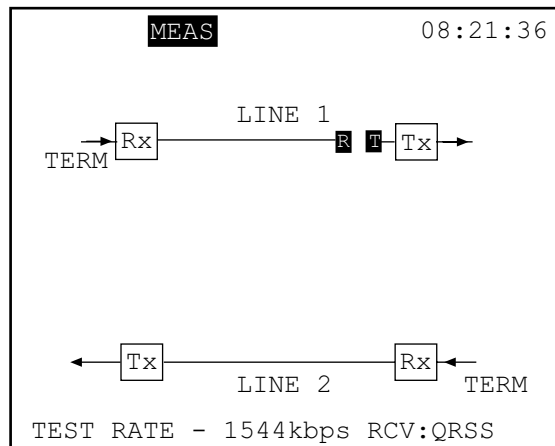 MEAS 08:21:36
LINE 1
Rx R T Tx
TERM
Tx Rx
LINE 2 TERM
TEST RATE - 1544kbps RCV:QRSS